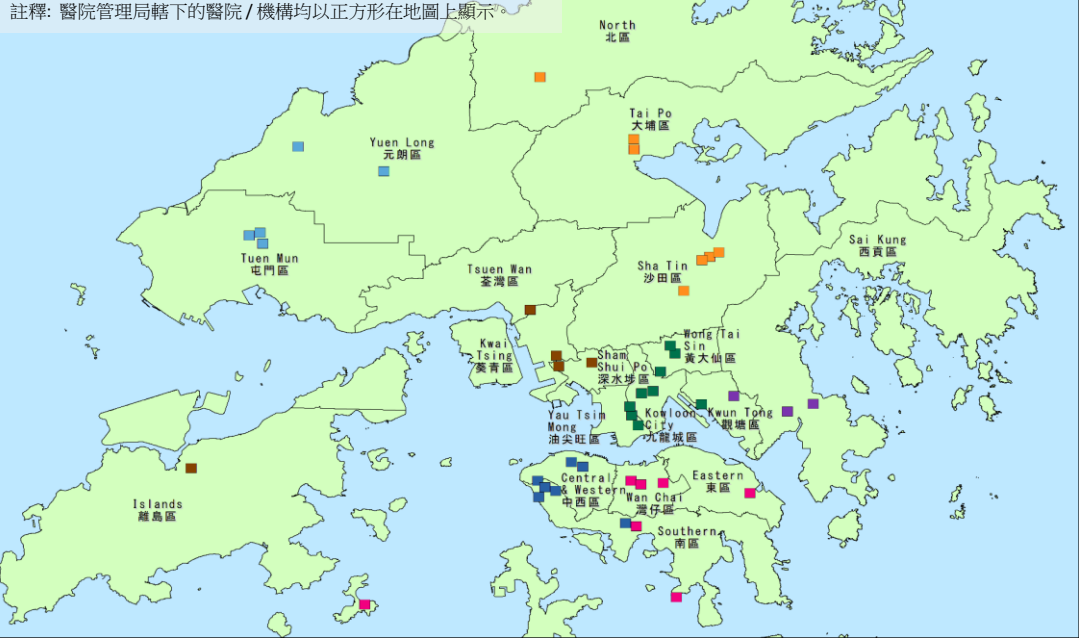 註釋: 醫院管理局轄下的醫院/機構均以正方形在地圖上顯示。
North
北區
Tai Po
大埔區
Yuen Long
元朗區
Sai Kung
西貢區
Tuen Mun
屯門區
Tsuen Wan
荃灣區
Sha Tin
沙田區
Wong Tai
Sin
黃大仙區
Kwai
Tsing
葵青區
Sham
Shui Po
深水埗區
Yau Tsim
Mong
油尖旺區
Kowloon
City
九龍城區
Kwun Tong
觀塘區
Central
& Western
中西區
Wan Chai
灣仔區
Eastern
東區
Islands
離島區
Southern
南區